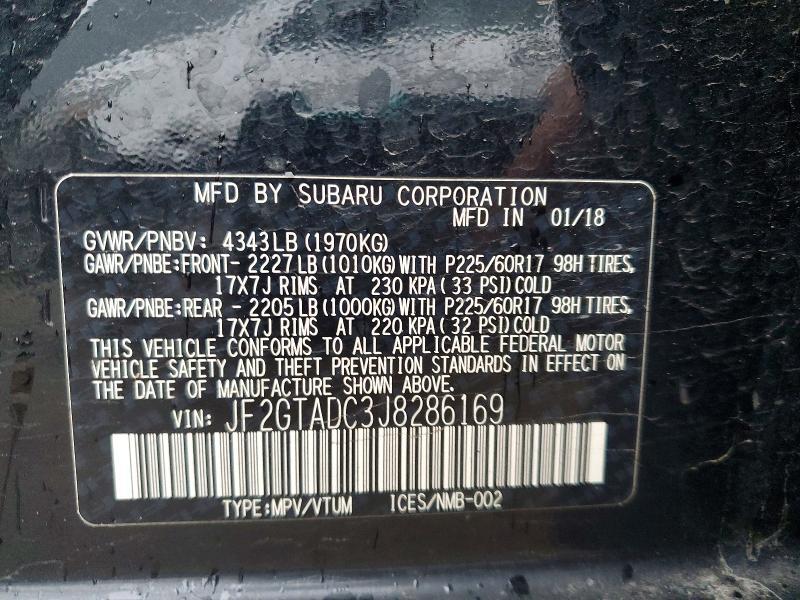 MFD BY SUBARU CORPORATION
MFD IN 01/18
GVWR/PNBV: 4343LB (1970KG)
GAWR/PNBE:FRONT- 2227LB (1010KG) WITH P225/60R17 98H TIRES,
17X7J RIMS AT 230 KPA ( 33 PSI) COLD
GAWR/PNBE:REAR - 2205LB (1000KG) WITH P225/60R17 98H TIRES,
17X7J RIMS AT 220 KPA ( 32 PSI) COLD
THIS VEHICLE CONFORMS TO ALL APPLICABLE FEDERAL MOTOR
VEHICLE SAFETY AND THEFT PREVENTION STANDARDS IN EFFECT ON
THE DATE OF MANUFACTURE SHOWN ABOVE.
VIN: JF2GTADC3J8286169
TYPE:MPV/VTUM ICES/NMB-002